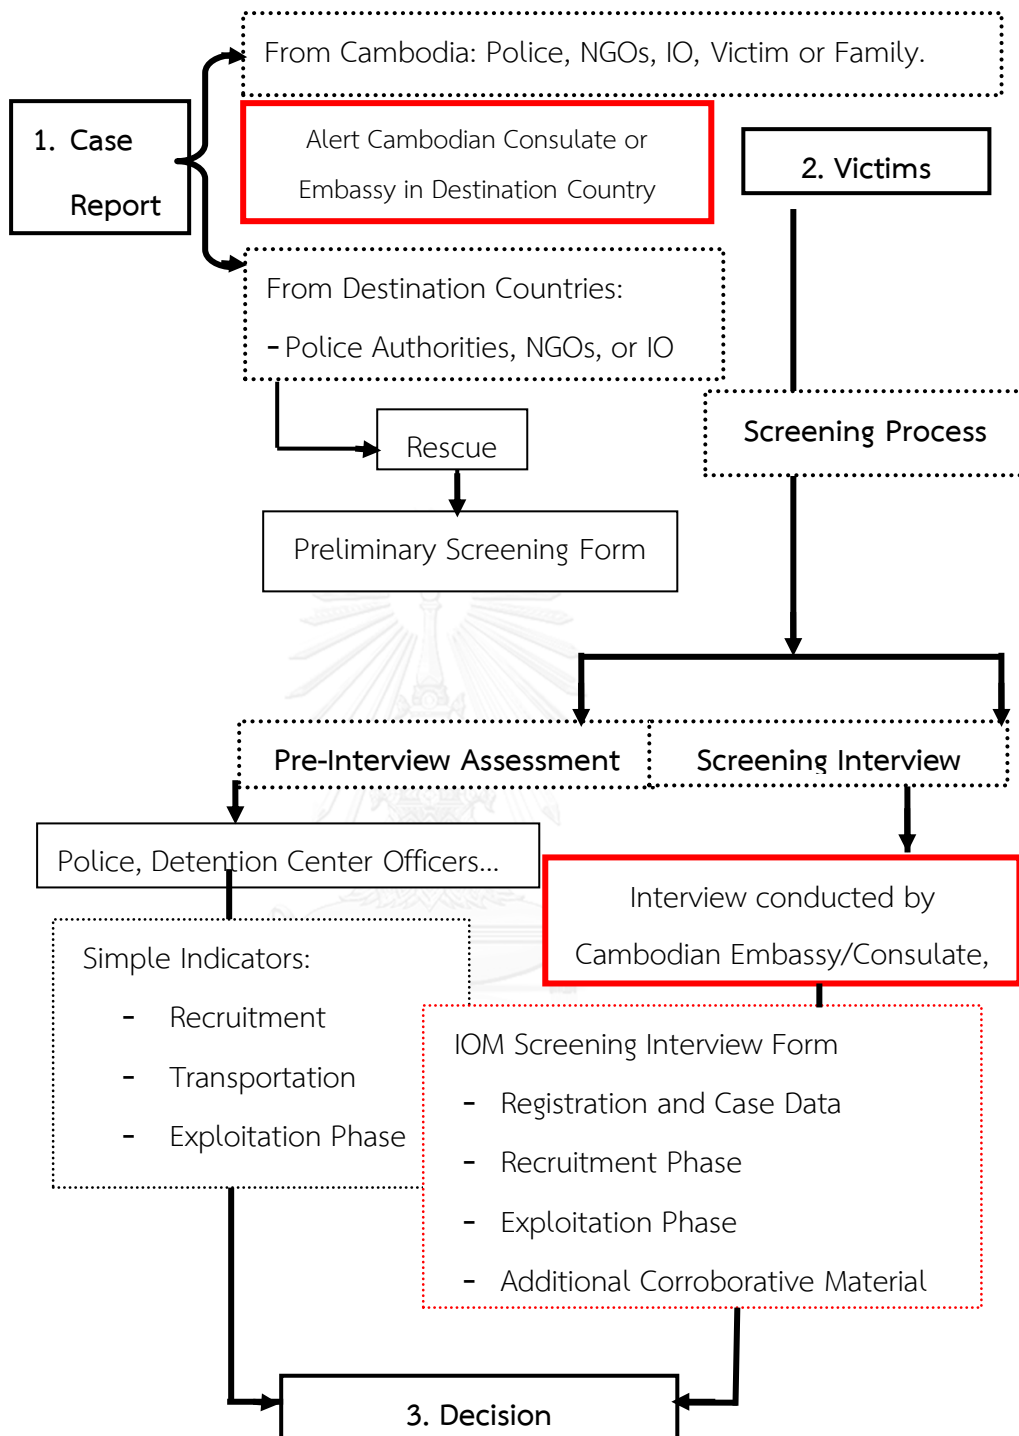 From Cambodia: Police, NGOs, IO, Victim or Family.
1. Case
Report
Alert Cambodian Consulate or
Embassy in Destination Country
2. Victims
From Destination Countries:
- Police Authorities, NGOs, or IO
Rescue
Screening Process
Preliminary Screening Form
Pre-Interview Assessment
Screening Interview
Police, Detention Center Officers...
Interview conducted by
Cambodian Embassy/Consulate,
Simple Indicators:
- Recruitment
- Transportation
- Exploitation Phase
IOM Screening Interview Form
- Registration and Case Data
- Recruitment Phase
- Exploitation Phase
- Additional Corroborative Material
3. Decision